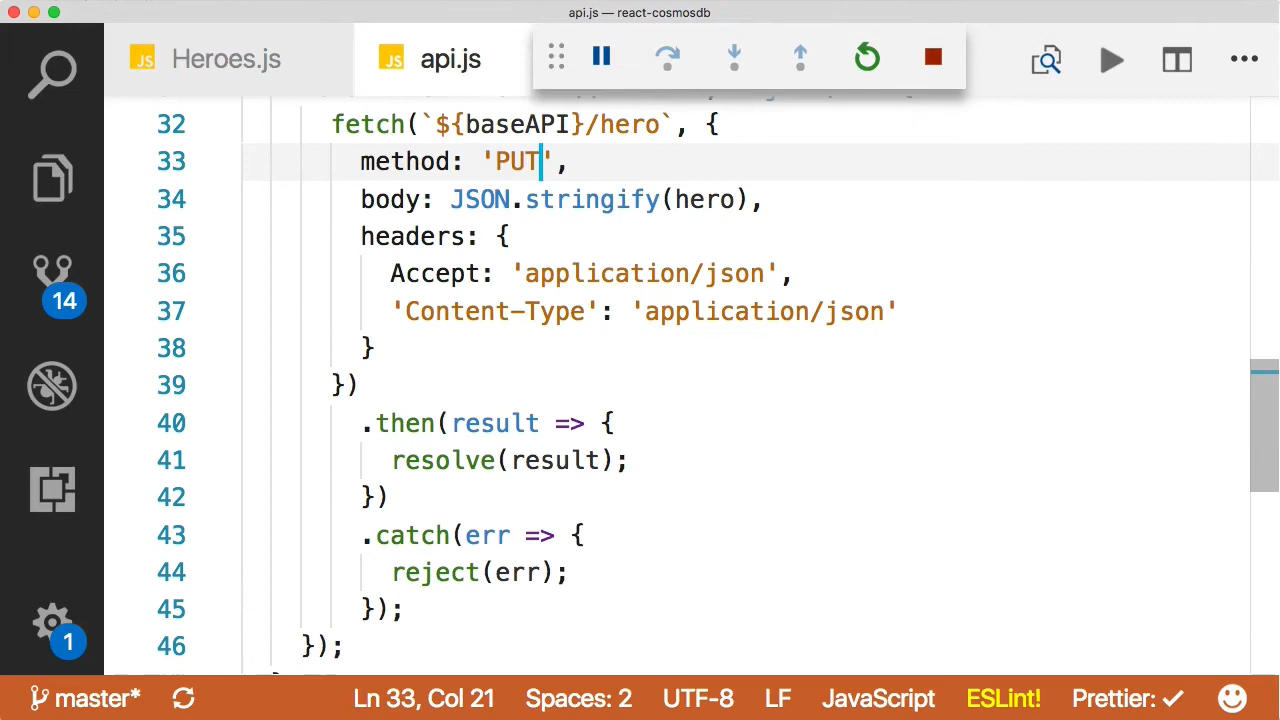 api.js — react-cosmosdb
JS Heroes.js
JS api.js
32 fetch(`${baseAPI}/hero`, {
33 method: 'PUT',
34 body: JSON.stringify(hero),
35 headers: {
36 Accept: 'application/json',
37 'Content-Type': 'application/json'
38 }
39 })
40 .then(result => {
41 resolve(result);
42 })
43 .catch(err => {
44 reject(err);
45 });
46 });
14
1
master* Ln 33, Col 21 Spaces: 2 UTF-8 LF JavaScript ESLint! Prettier: ✓